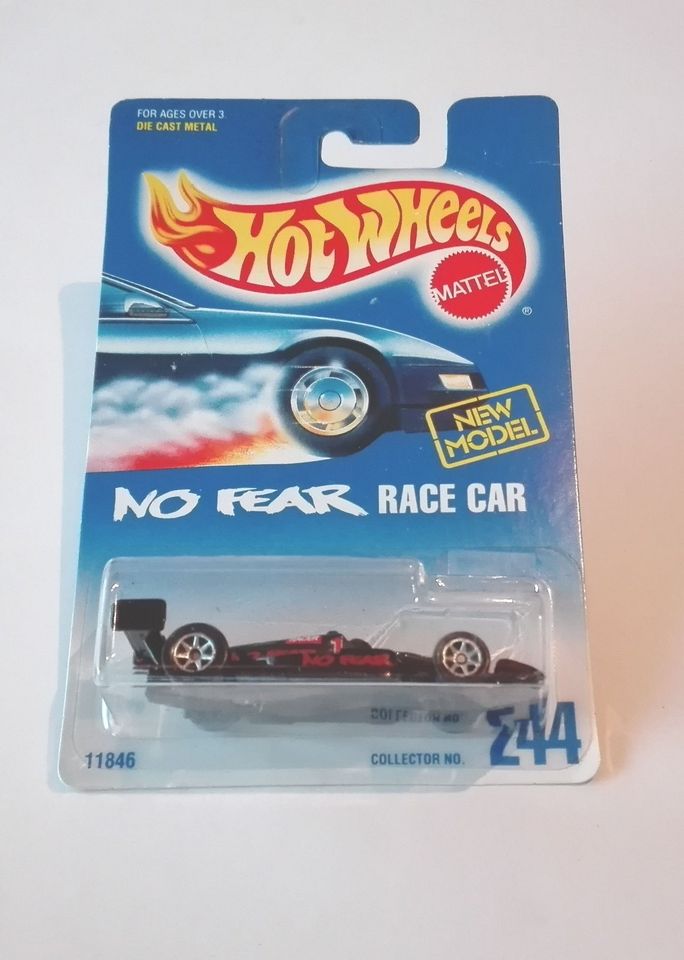 FOR AGES OVER 3.
DIE CAST METAL
HOT WHEELS
MATTEL
®
NEW
MODEL
NO FEAR RACE CAR
1
NO FEAR
11846
COLLECTOR NO.
244